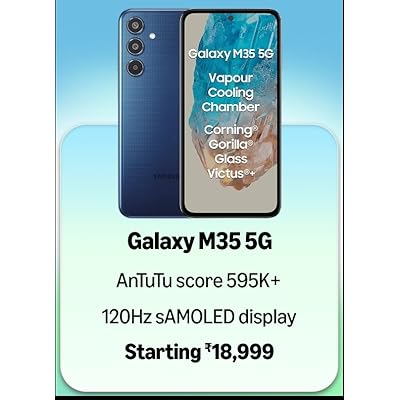 Galaxy M35 5G
Vapour
Cooling
Chamber
Corning®
Gorilla®
Glass
Victus®+
SAMSUNG
Galaxy M35 5G
AnTuTu score 595K+
120Hz sAMOLED display
Starting ₹18,999